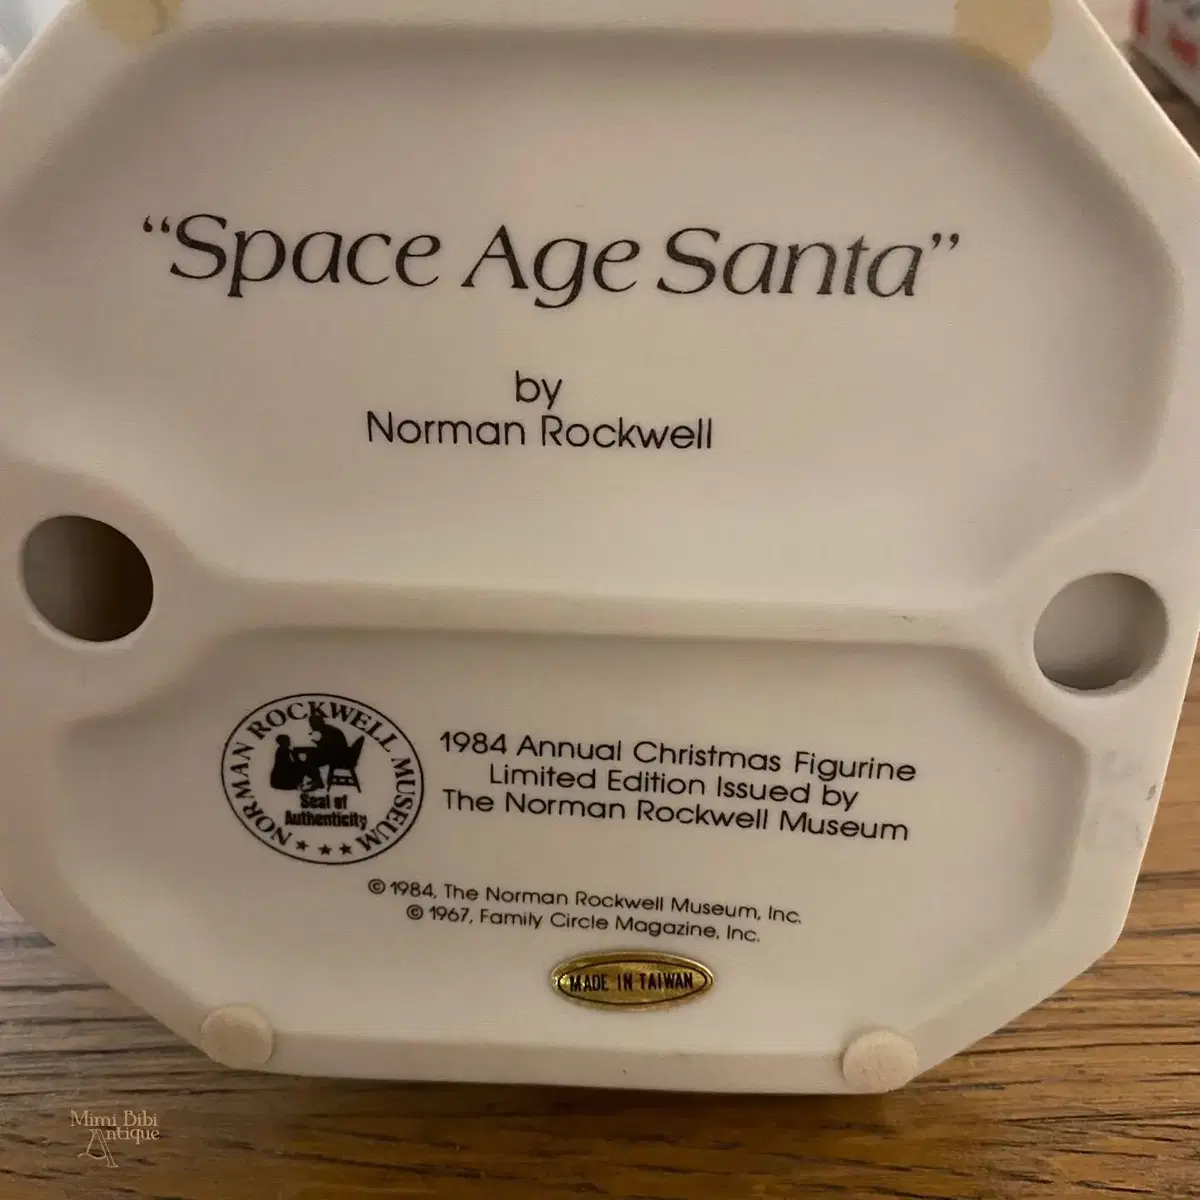 “Space Age Santa”
by
Norman Rockwell
NORMAN ROCKWELL MUSEUM
Seal of
Authenticity
★ ★ ★
1984 Annual Christmas Figurine
Limited Edition Issued by
The Norman Rockwell Museum
© 1984, The Norman Rockwell Museum, Inc.
© 1967, Family Circle Magazine, Inc.
MADE IN TAIWAN
Mimi Bibi
Antique